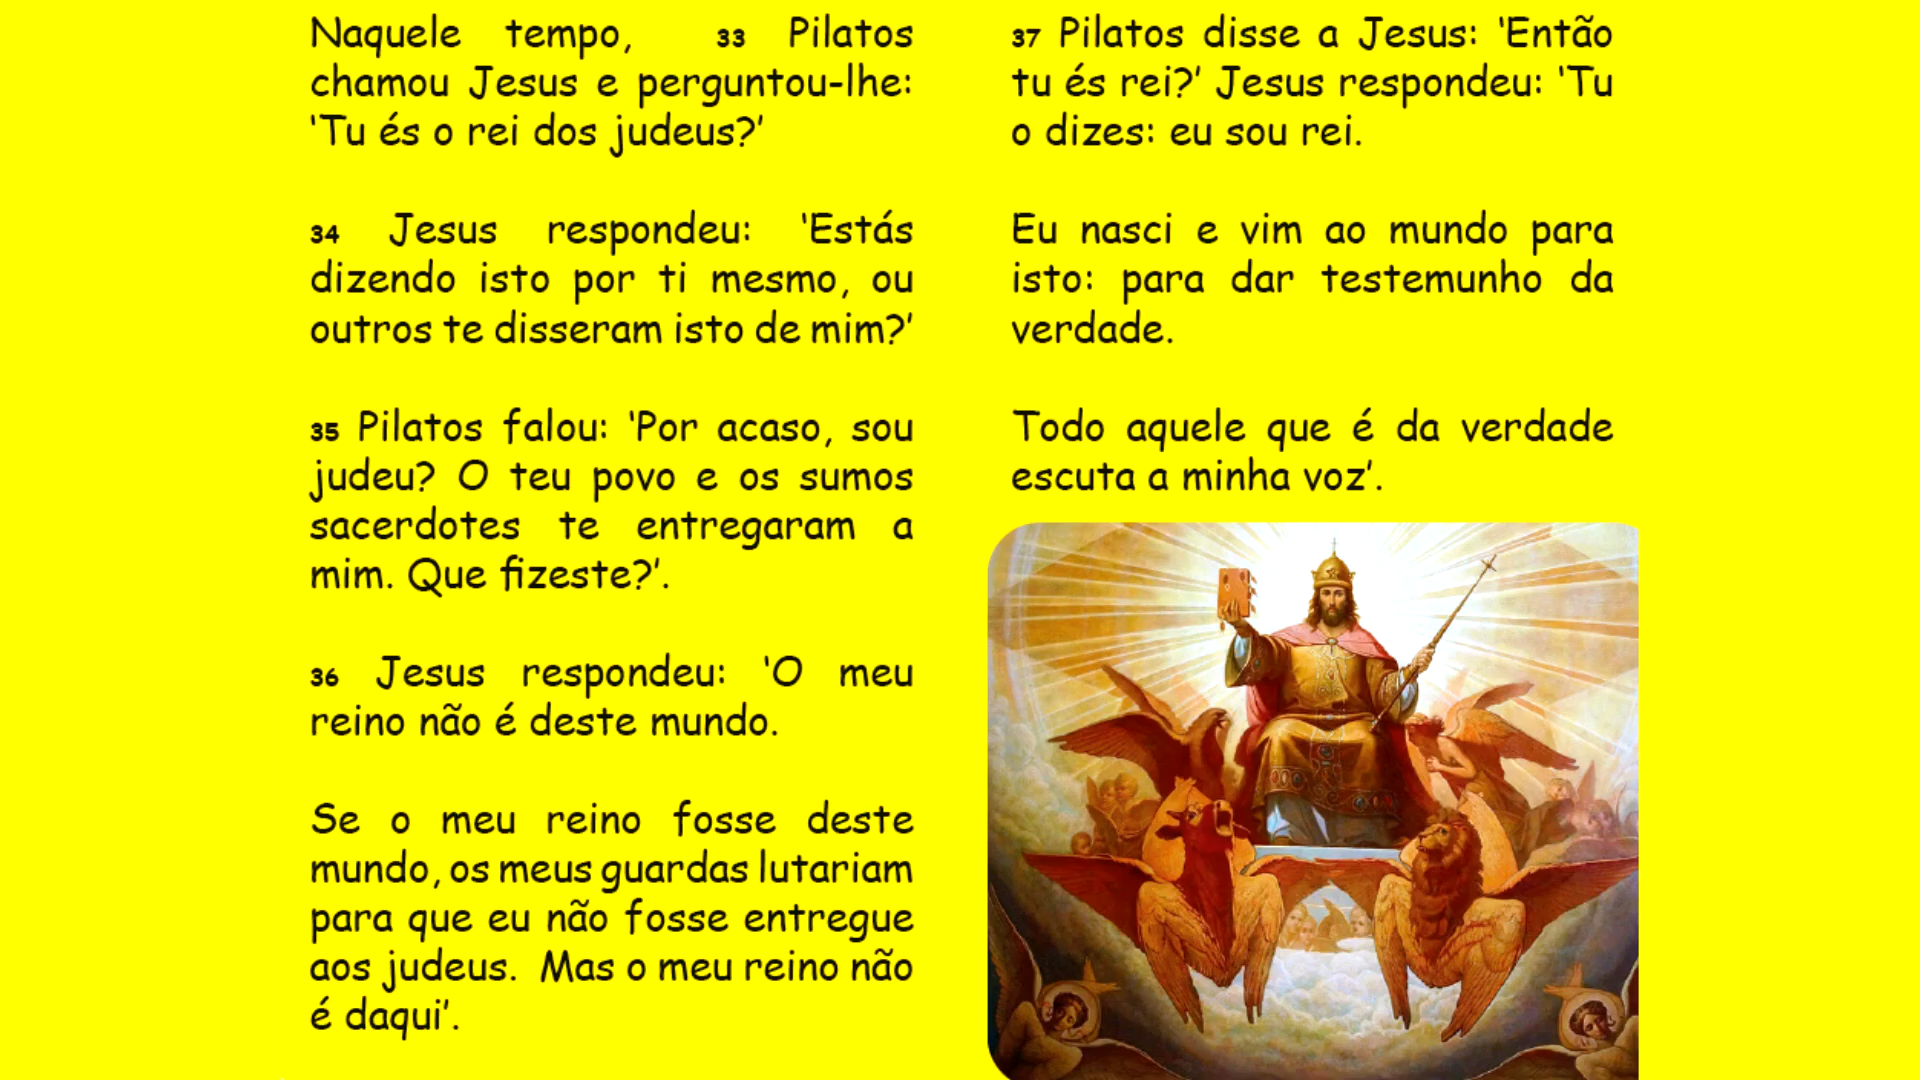 Naquele tempo, 33 Pilatos
chamou Jesus e perguntou-lhe:
‘Tu és o rei dos judeus?’
34 Jesus respondeu: ‘Estás
dizendo isto por ti mesmo, ou
outros te disseram isto de mim?’
35 Pilatos falou: ‘Por acaso, sou
judeu? O teu povo e os sumos
sacerdotes te entregaram a
mim. Que fizeste?’.
36 Jesus respondeu: ‘O meu
reino não é deste mundo.
Se o meu reino fosse deste
mundo, os meus guardas lutariam
para que eu não fosse entregue
aos judeus. Mas o meu reino não
é daqui’.
37 Pilatos disse a Jesus: ‘Então
tu és rei?’ Jesus respondeu: ‘Tu
o dizes: eu sou rei.
Eu nasci e vim ao mundo para
isto: para dar testemunho da
verdade.
Todo aquele que é da verdade
escuta a minha voz’.